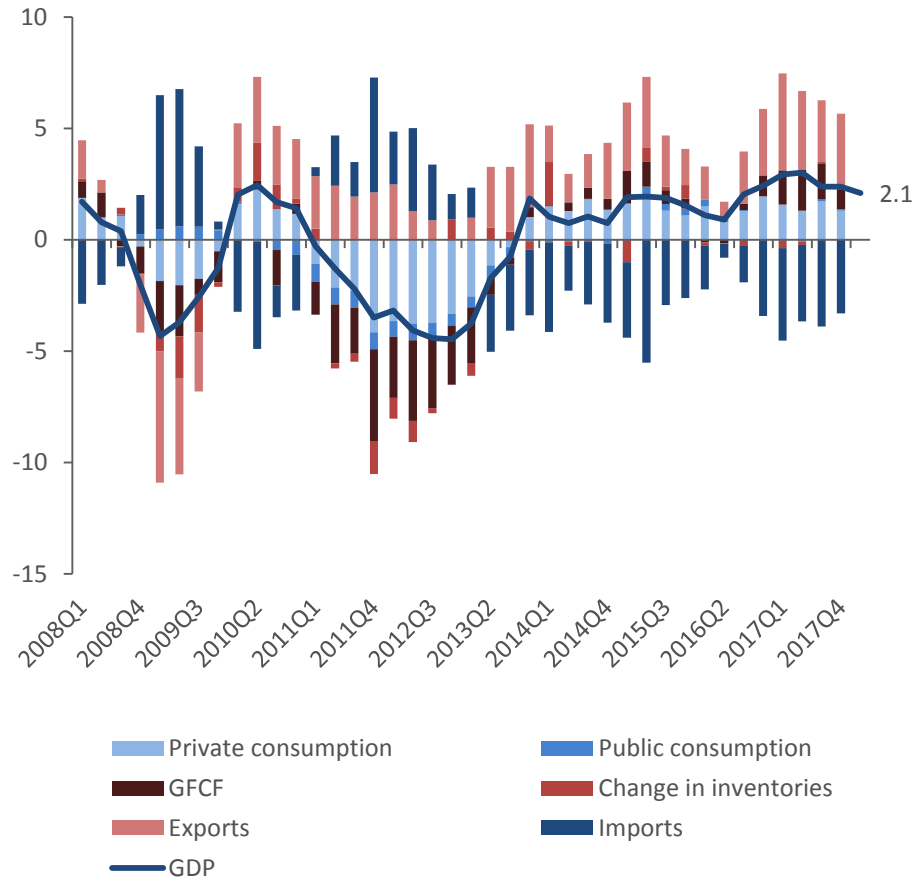 10
5
0
-5
-10
-15
2.1
2008Q1
2008Q4
2009Q3
2010Q2
2011Q1
2011Q4
2012Q3
2013Q2
2014Q1
2014Q4
2015Q3
2016Q2
2017Q1
2017Q4
Private consumption
Public consumption
GFCF
Change in inventories
Exports
Imports
GDP